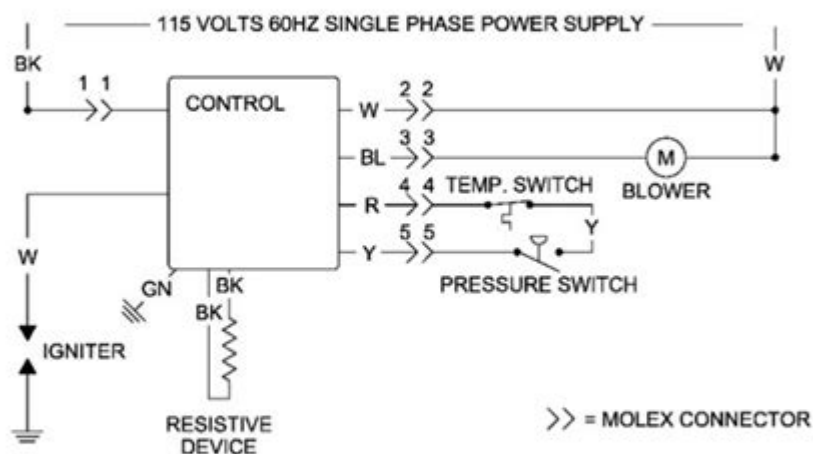 115 VOLTS 60HZ SINGLE PHASE POWER SUPPLY
BK
W
1 1
CONTROL
W
2 2
BL
3 3
M
BLOWER
R
4 4
TEMP. SWITCH
Y
Y
5 5
PRESSURE SWITCH
W
GN
BK
BK
IGNITER
RESISTIVE
DEVICE
= MOLEX CONNECTOR